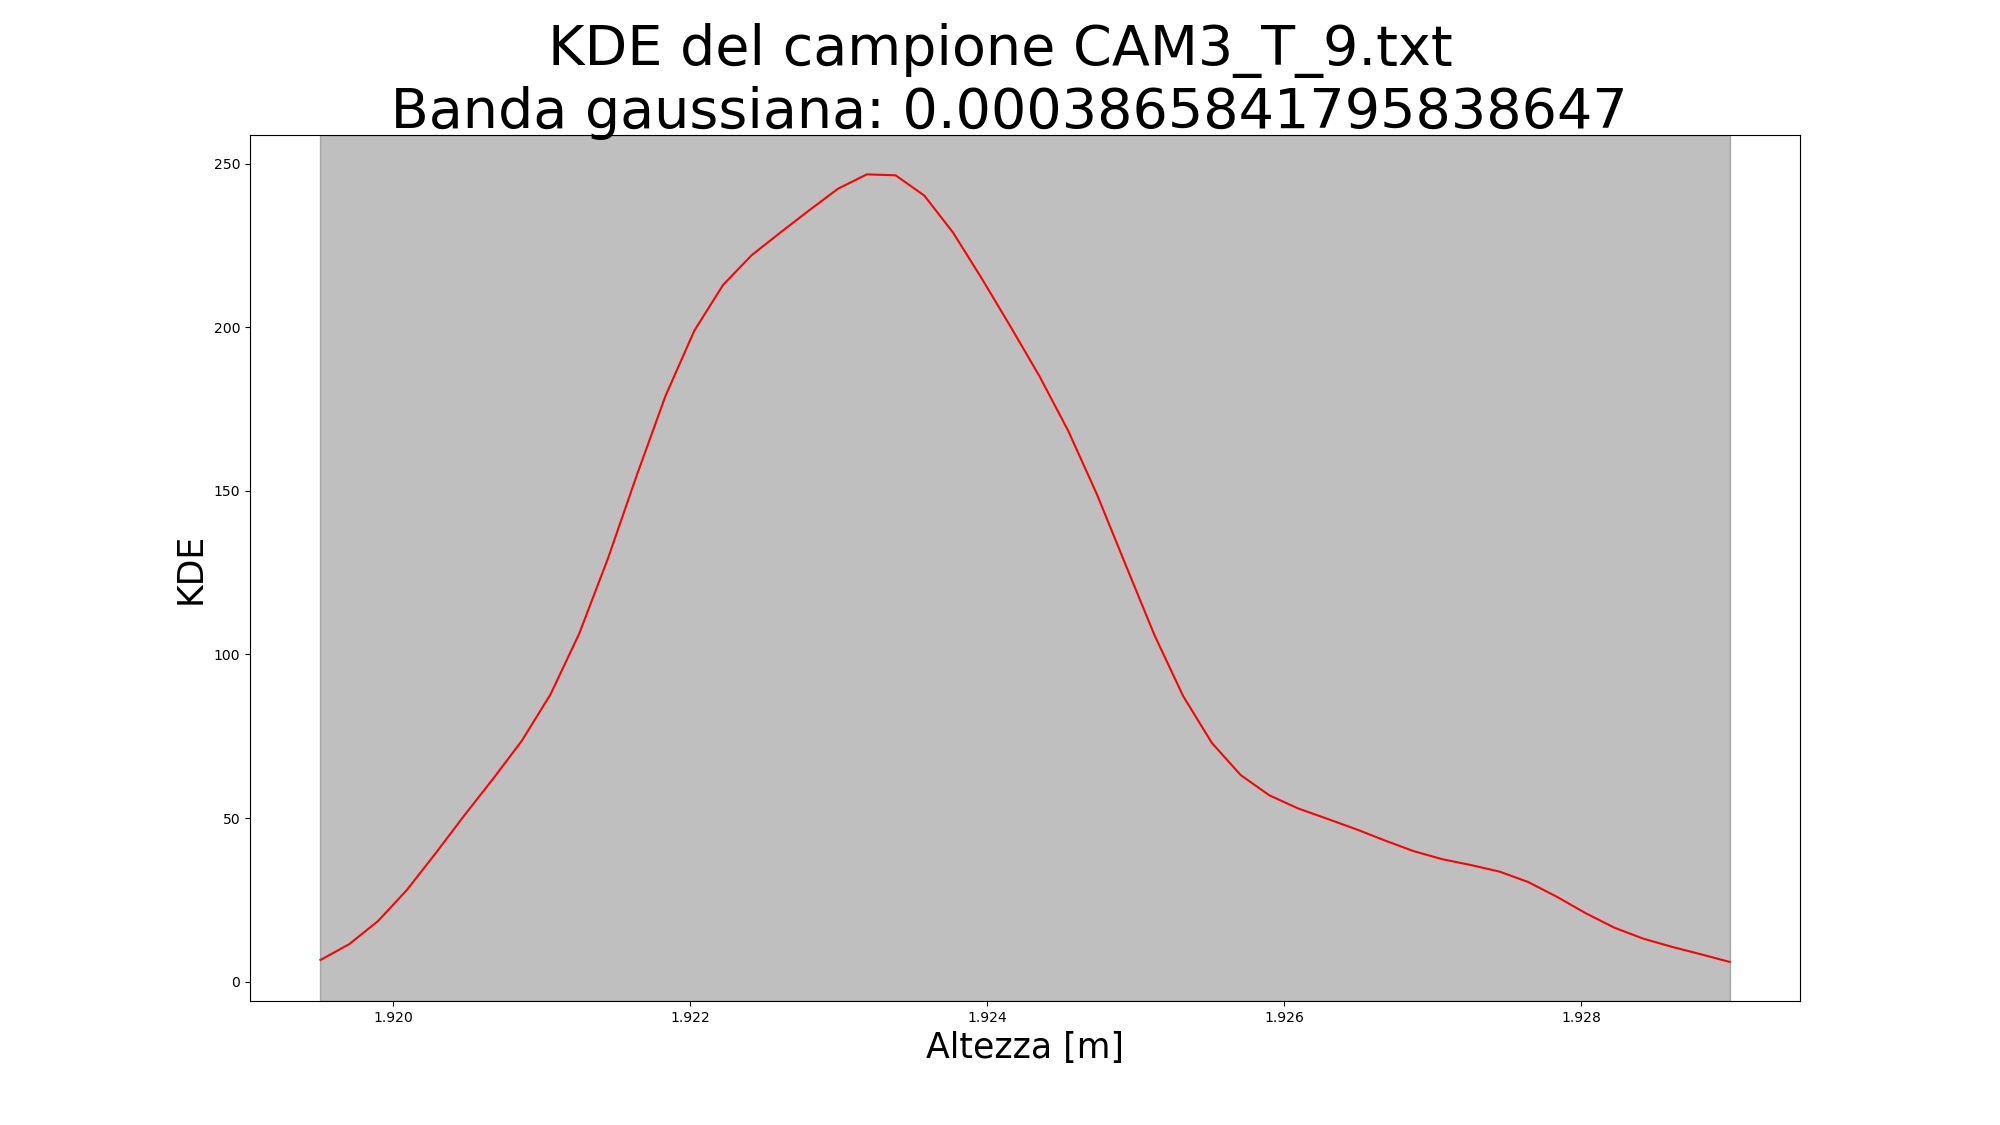 KDE del campione CAM3_T_9.txt
Banda gaussiana: 0.0003865841795838647
250
200
150
100
50
0
KDE
1.920 1.922 1.924 1.926 1.928
Altezza [m]